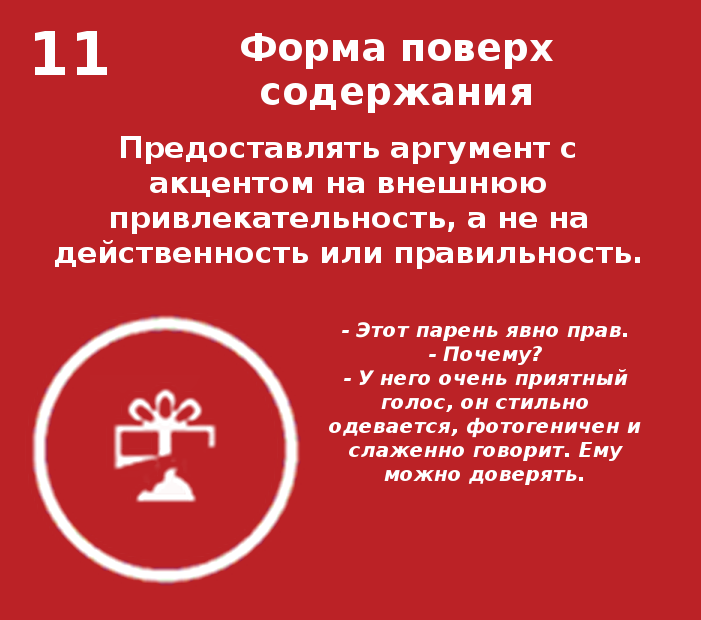 11
Форма поверх
содержания
Предоставлять аргумент с
акцентом на внешнюю
привлекательность, а не на
действенность или правильность.
- Этот парень явно прав.
- Почему?
- У него очень приятный
голос, он стильно
одевается, фотогеничен и
слаженно говорит. Ему
можно доверять.